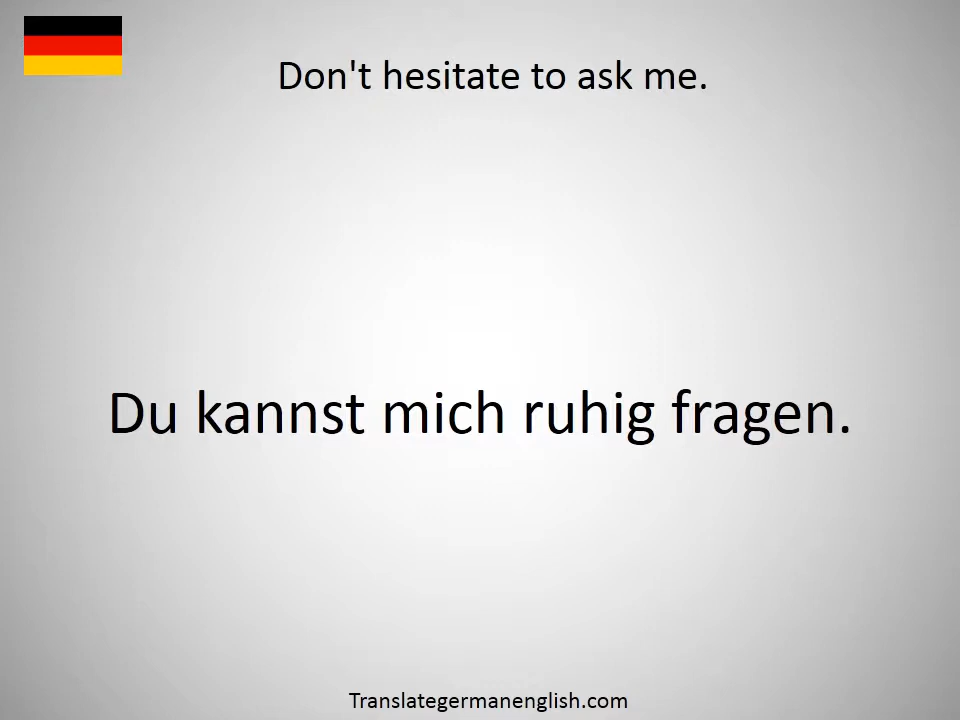 Don't hesitate to ask me.
Du kannst mich ruhig fragen.
Translategermanenglish.com